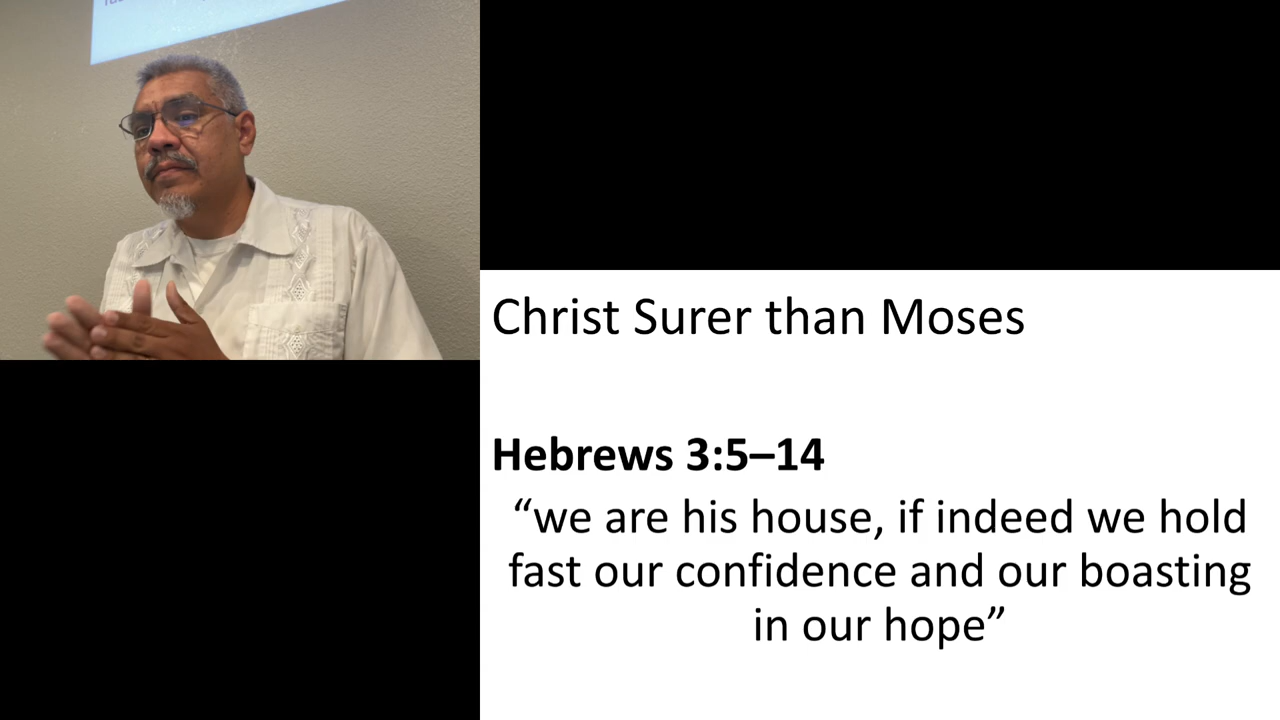 Christ Surer than Moses
Hebrews 3:5–14
“we are his house, if indeed we hold
fast our confidence and our boasting
in our hope”